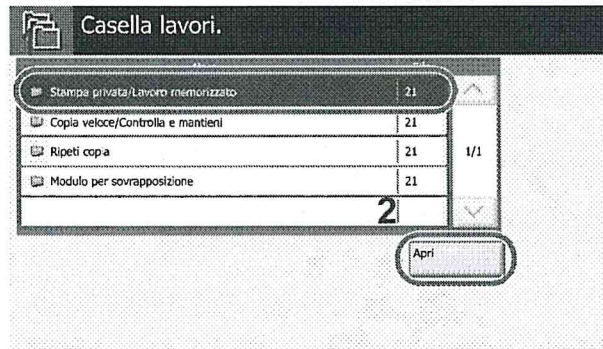 Casella lavori.
Stampa privata/Lavoro memorizzato 21
Copia veloce/Controlla e mantieni 21
Ripeti copia 21
1/1
Modulo per sovrapposizione 21
2
Apri